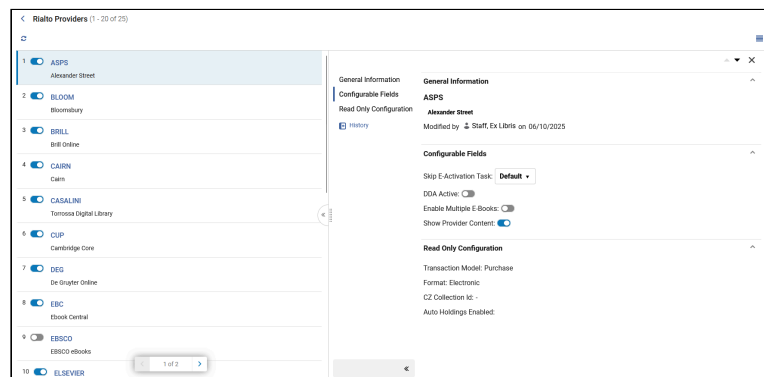 Rialto Providers (1 - 20 of 25)
1 ASPS
Alexander Street
2 BLOOM
Bloomsbury
3 BRILL
Brill Online
4 CAIRN
Cairn
5 CASALINI
Torrossa Digital Library
6 CUP
Cambridge Core
7 DEG
De Gruyter Online
8 EBC
Ebook Central
9 EBSCO
EBSCO eBooks
10 ELSEVIER
1 of 2
General Information
Configurable Fields
Read Only Configuration
History
General Information
ASPS
Alexander Street
Modified by Staff, Ex Libris on 06/10/2025
Configurable Fields
Skip E-Activation Task: Default
DDA Active:
Enable Multiple E-Books:
Show Provider Content:
Read Only Configuration
Transaction Model: Purchase
Format: Electronic
CZ Collection Id: -
Auto Holdings Enabled: